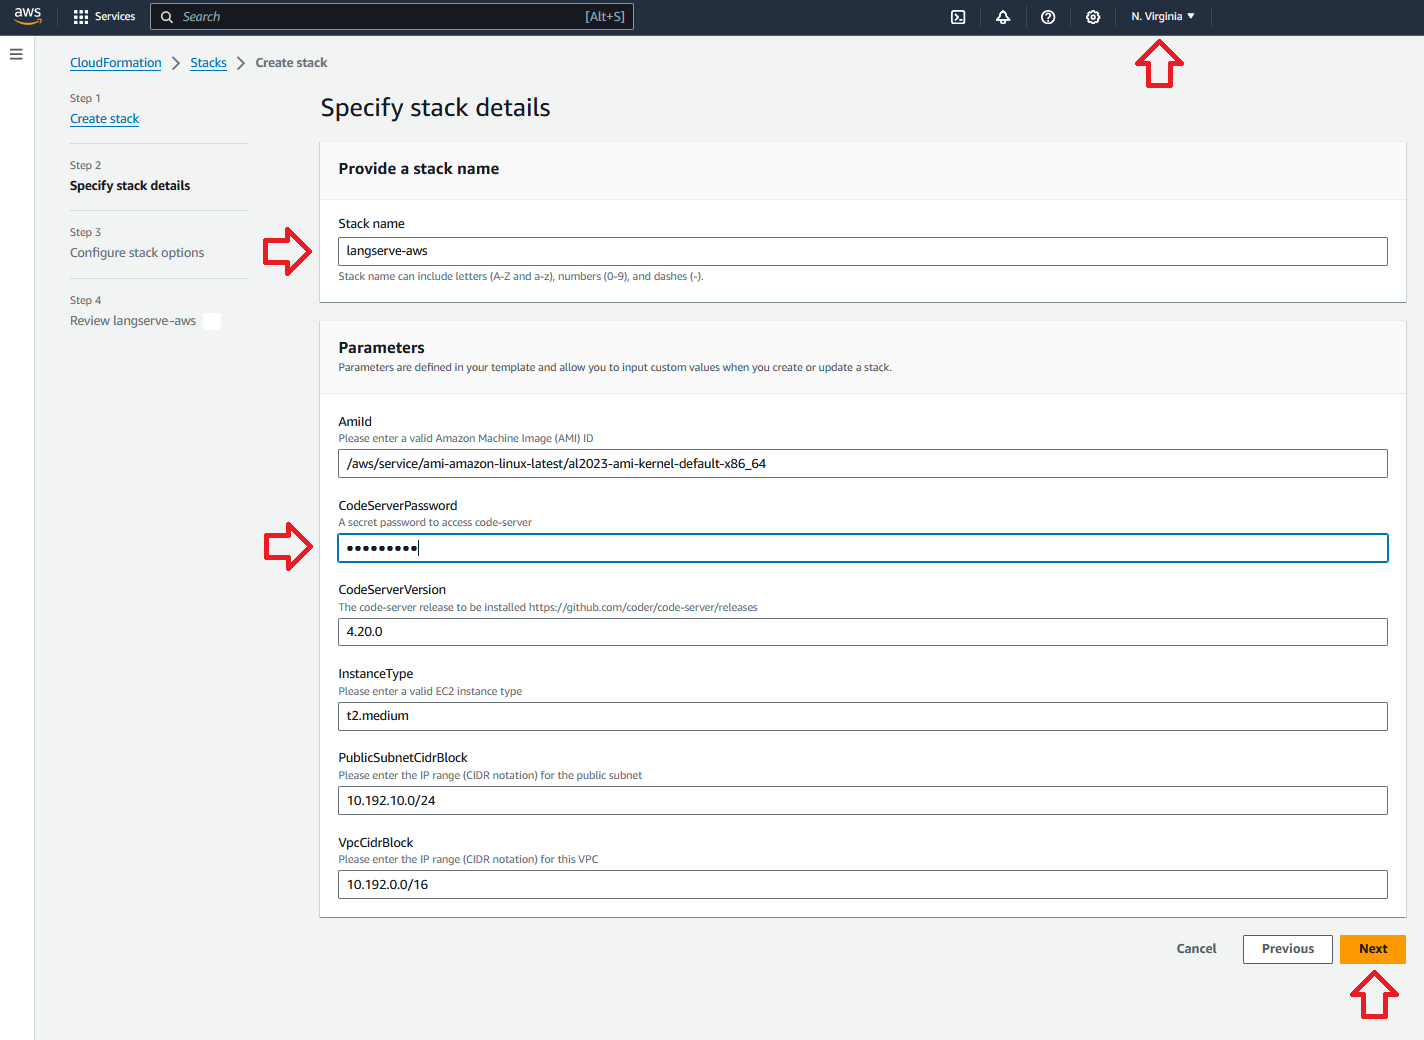 aws
Services
Search
[Alt+S]
N. Virginia
CloudFormation
Stacks
Create stack
Step 1
Create stack
Step 2
Specify stack details
Step 3
Configure stack options
Step 4
Review langserve-aws
Specify stack details
Provide a stack name
Stack name
langserve-aws
Stack name can include letters (A-Z and a-z), numbers (0-9), and dashes (-).
Parameters
Parameters are defined in your template and allow you to input custom values when you create or update a stack.
AmiId
Please enter a valid Amazon Machine Image (AMI) ID
/aws/service/ami-amazon-linux-latest/al2023-ami-kernel-default-x86_64
CodeServerPassword
A secret password to access code-server
•••••••••
CodeServerVersion
The code-server release to be installed https://github.com/coder/code-server/releases
4.20.0
InstanceType
Please enter a valid EC2 instance type
t2.medium
PublicSubnetCidrBlock
Please enter the IP range (CIDR notation) for the public subnet
10.192.10.0/24
VpcCidrBlock
Please enter the IP range (CIDR notation) for this VPC
10.192.0.0/16
Cancel
Previous
Next